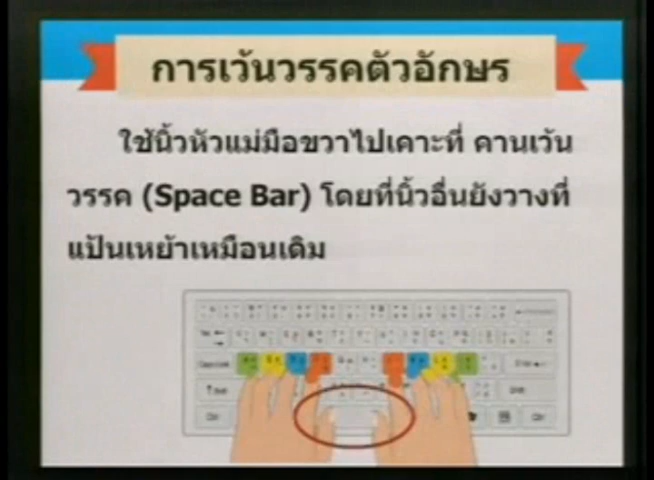 การเว้นวรรคตัวอักษร
ใช้นิ้วหัวแม่มือขวาไปเคาะที่ คานเว้น
วรรค (Space Bar) โดยที่นิ้วอื่นยังวางที่
แป้นเหย้าเหมือนเดิม